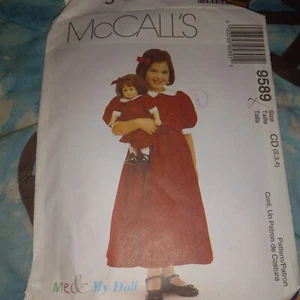 McCALL'S
9589
Size
Taille
Talla
CD (2,3,4)
Pattern/Patron
Cont. Un Patron de Costura
Me & My Doll